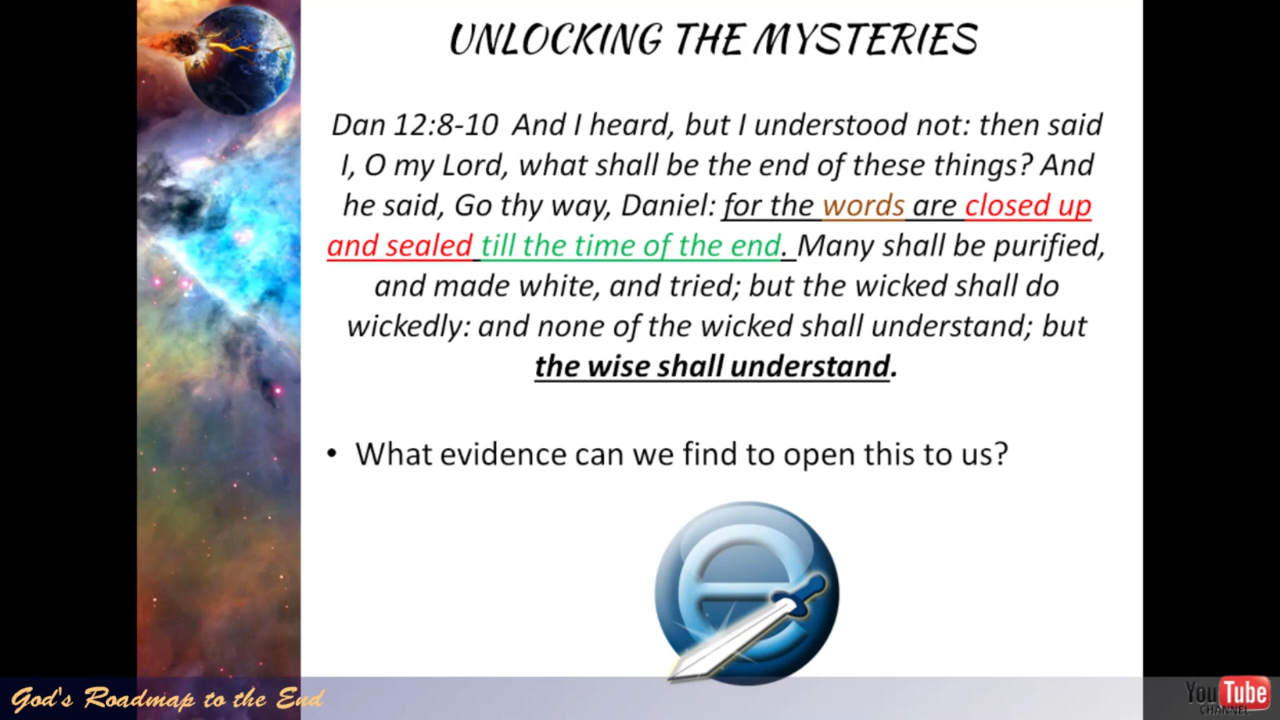 UNLOCKING THE MYSTERIES
Dan 12:8-10 And I heard, but I understood not: then said
I, O my Lord, what shall be the end of these things? And
he said, Go thy way, Daniel: for the words are closed up
and sealed till the time of the end. Many shall be purified,
and made white, and tried; but the wicked shall do
wickedly: and none of the wicked shall understand; but
the wise shall understand.
• What evidence can we find to open this to us?
e
God's Roadmap to the End
YouTube
CHANNEL